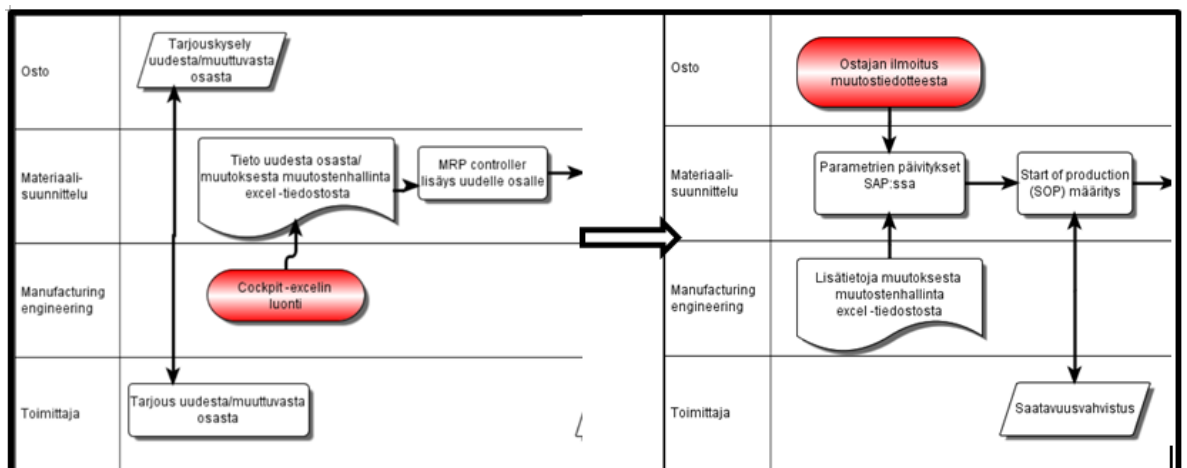 Osto
Tarjouskysely
uudesta/muuttuvasta
osasta
Materiaali-
suunnittelu
Tieto uudesta osasta/
muutoksesta muutostenhallinta
excel -tiedostosta
MRP controller
lisäys uudelle osalle
Manufacturing
engineering
Cockpit -excelin
luonti
Toimittaja
Tarjous uudesta/muuttuvasta
osasta
Osto
Ostajan ilmoitus
muutostiedotteesta
Materiaali-
suunnittelu
Parametrien päivitykset
SAP:ssa
Start of production
(SOP) määritys
Manufacturing
engineering
Lisätietoja muutoksesta
muutostenhallinta
excel -tiedostosta
Toimittaja
Saatavuusvahvistus